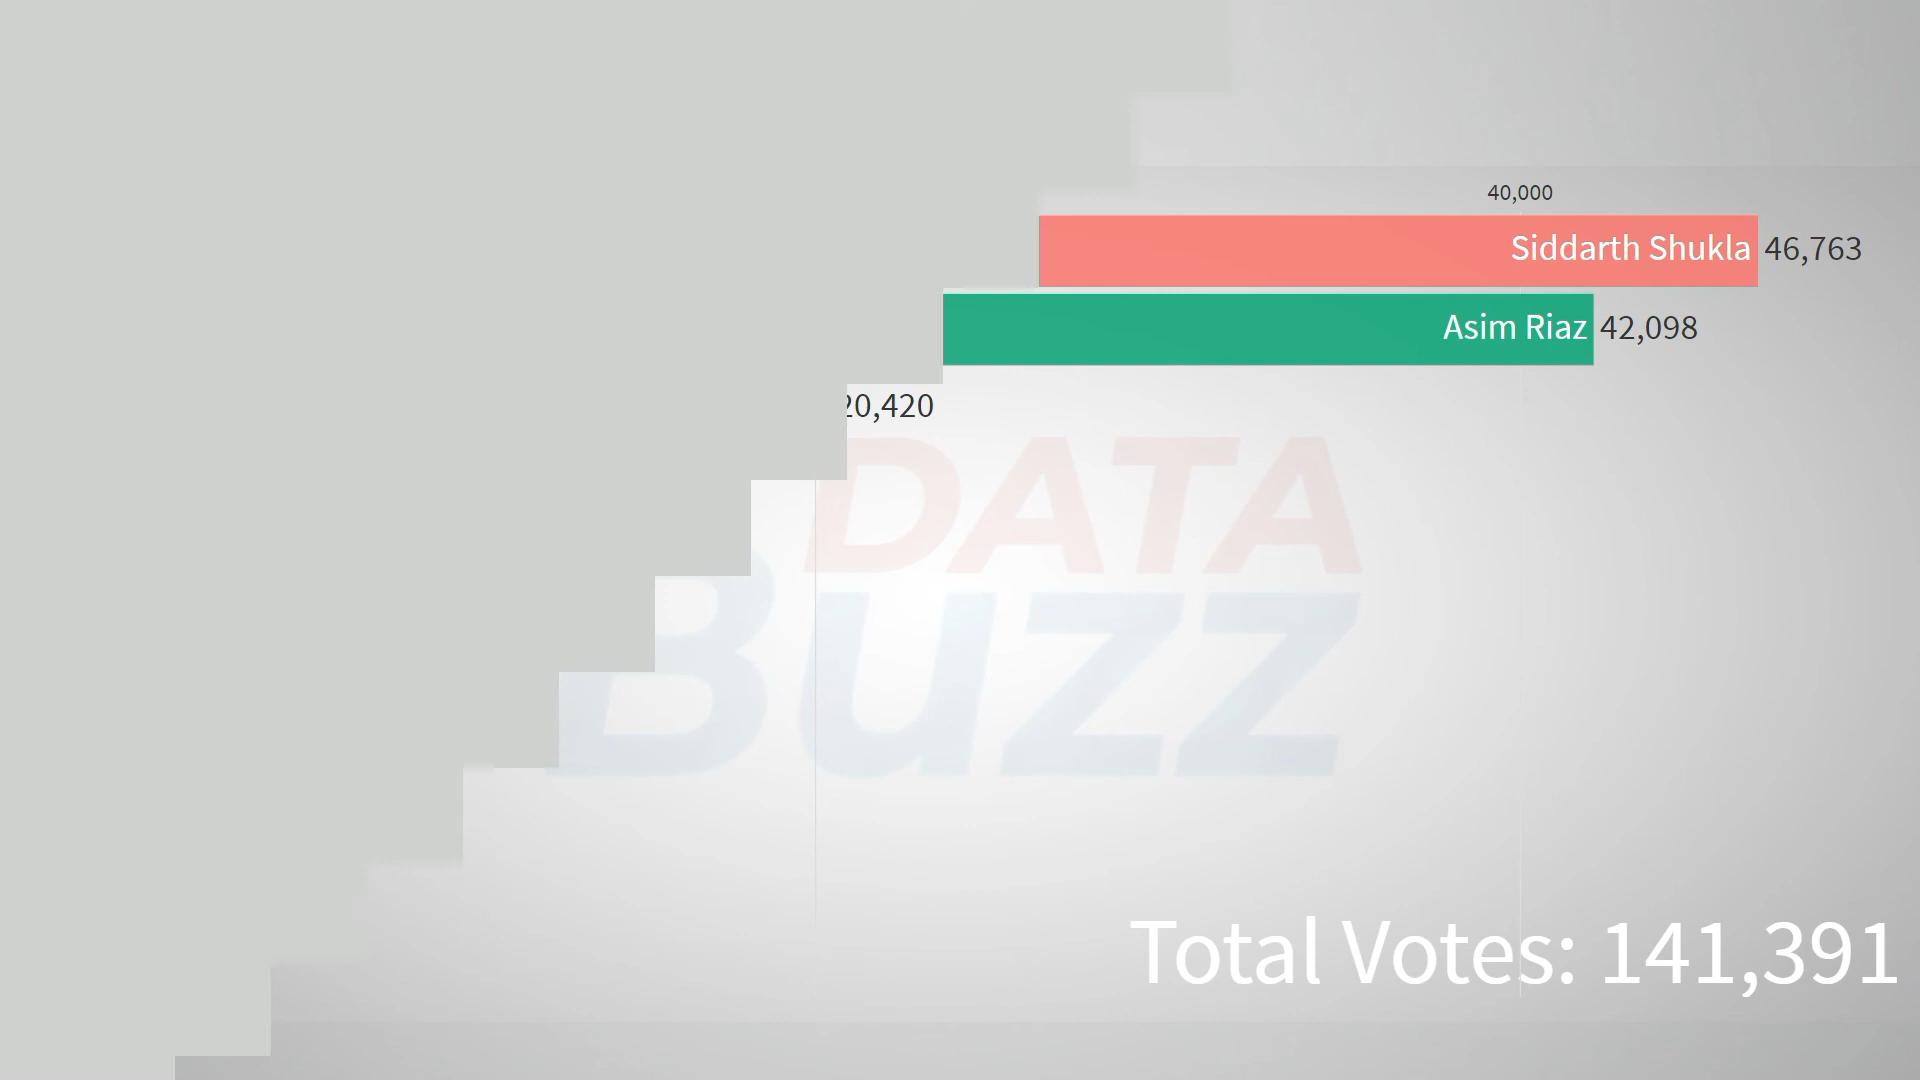 40,000
Siddarth Shukla 46,763
Asim Riaz 42,098
20,420
DATA
Buzz
Total Votes: 141,391